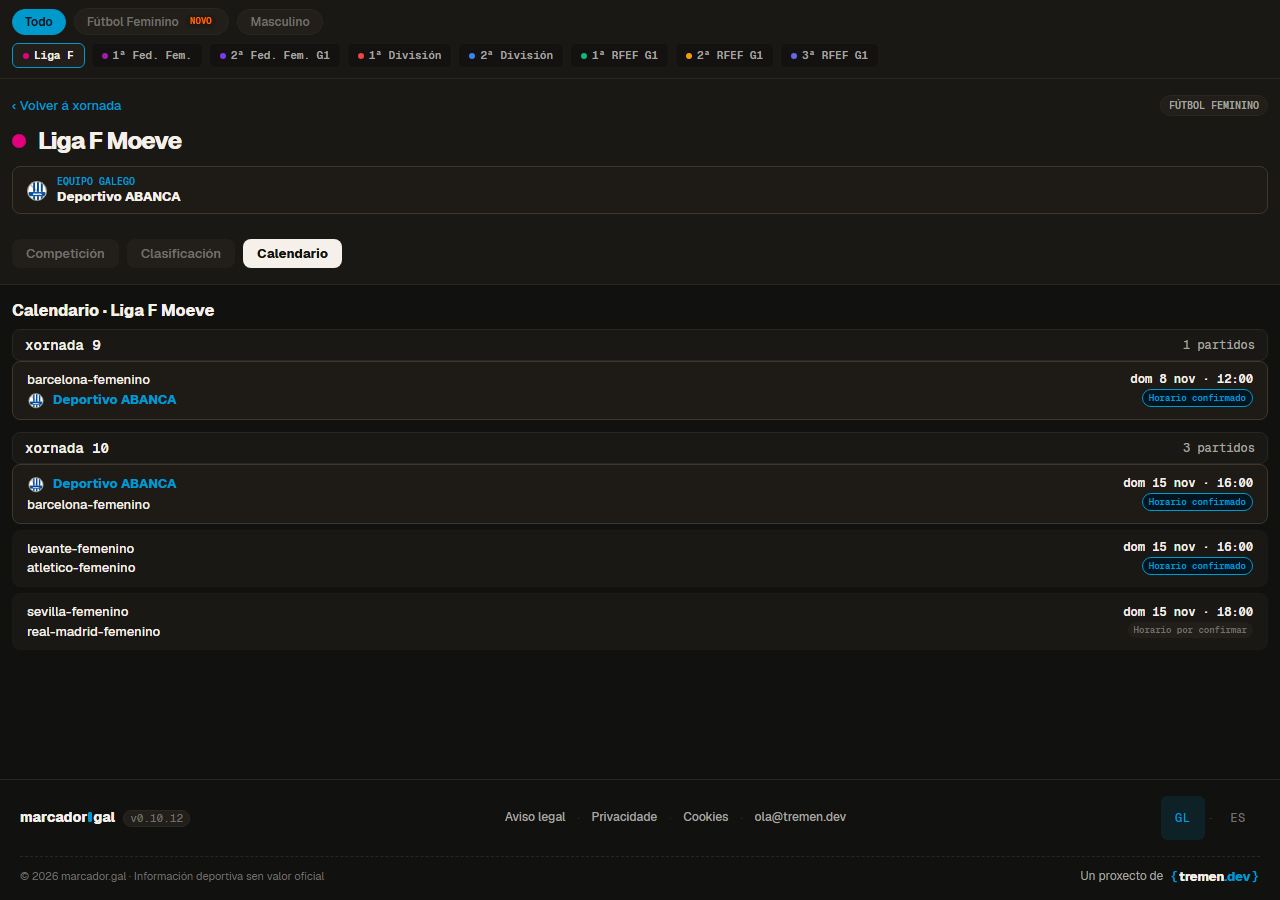 Todo Fútbol Feminino NOVO Masculino
Liga F 1ª Fed. Fem. 2ª Fed. Fem. G1 1ª División 2ª División 1ª RFEF G1 2ª RFEF G1 3ª RFEF G1
‹ Volver á xornada FÚTBOL FEMININO
Liga F Moeve
EQUIPO GALEGO
Deportivo ABANCA
Competición Clasificación Calendario
Calendario · Liga F Moeve
xornada 9 1 partidos
barcelona-femenino dom 8 nov · 12:00
Deportivo ABANCA Horario confirmado
xornada 10 3 partidos
Deportivo ABANCA dom 15 nov · 16:00
barcelona-femenino Horario confirmado
levante-femenino dom 15 nov · 16:00
atletico-femenino Horario confirmado
sevilla-femenino dom 15 nov · 18:00
real-madrid-femenino Horario por confirmar
marcador gal v0.10.12 Aviso legal · Privacidade · Cookies · ola@tremen.dev GL · ES
© 2026 marcador.gal · Información deportiva sen valor oficial Un proxecto de {tremen.dev}